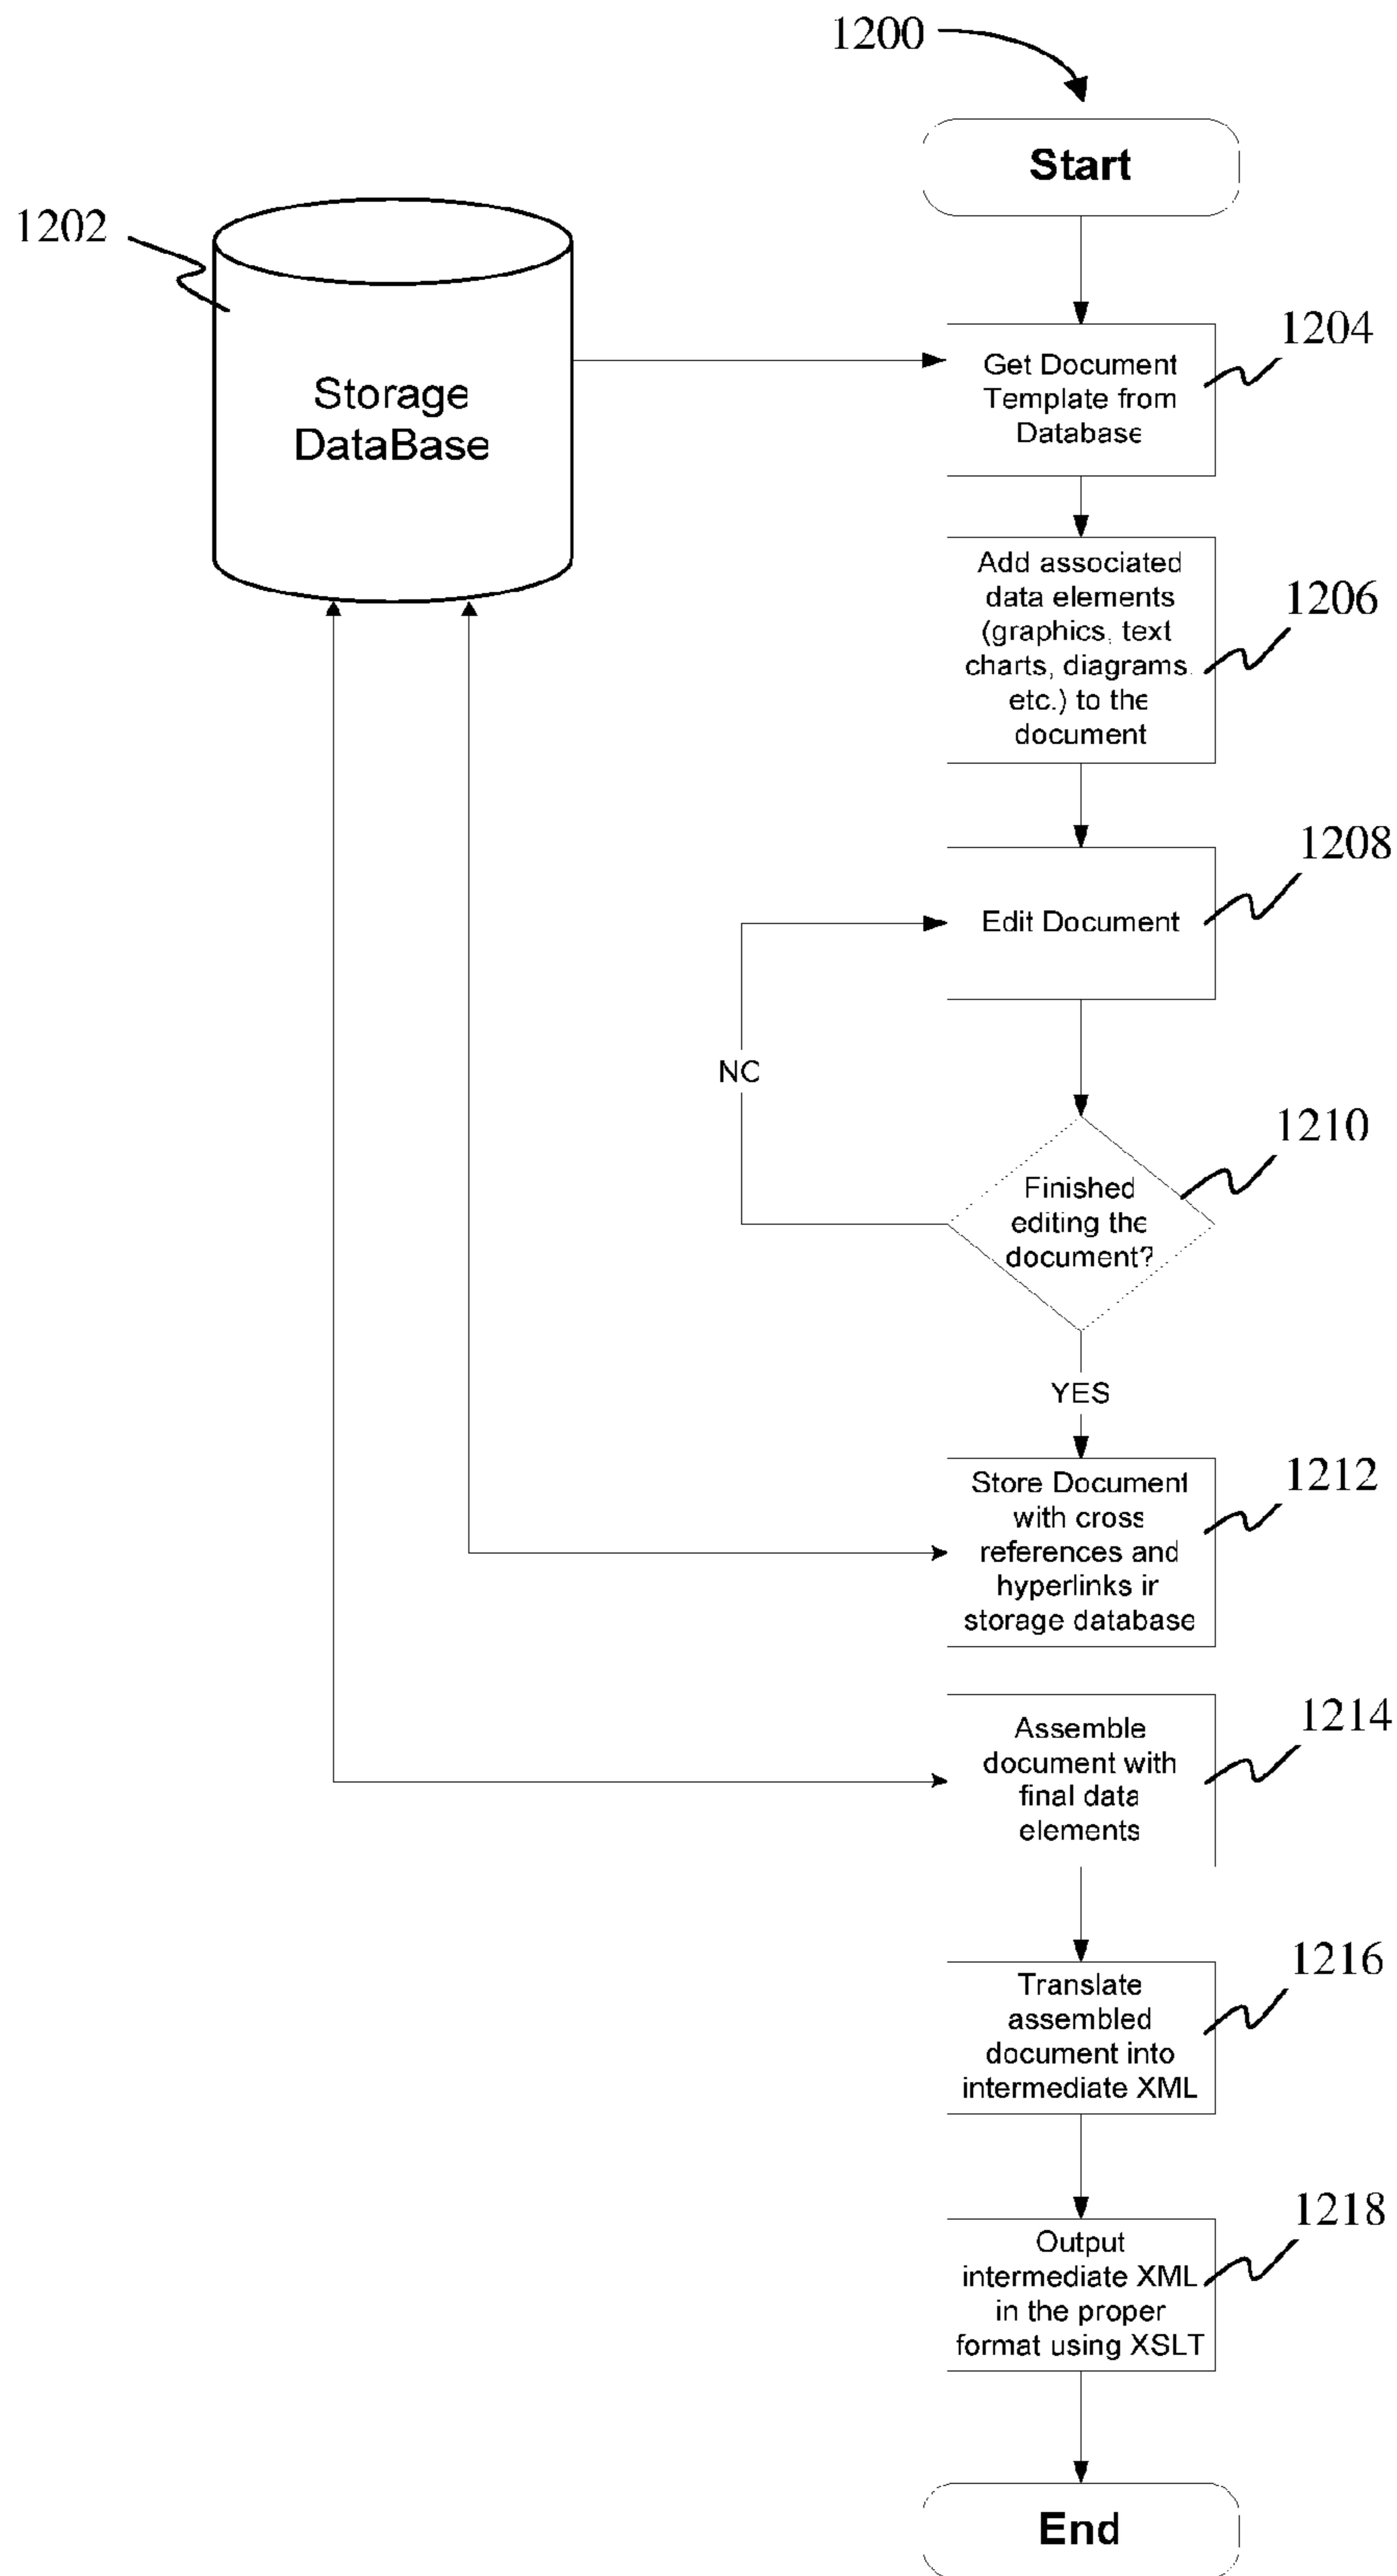 1200
Start
1202
Storage
DataBase
1204
Get Document
Template from
Database
1206
Add associated
data elements
(graphics, text
charts, diagrams.
etc.) to the
document
1208
Edit Document
NO
1210
Finished
editing the
document?
YES
1212
Store Document
with cross
references and
hyperlinks in
storage database
1214
Assemble
document with
final data
elements
1216
Translate
assembled
document into
intermediate XML
1218
Output
intermediate XML
in the proper
format using XSLT
End